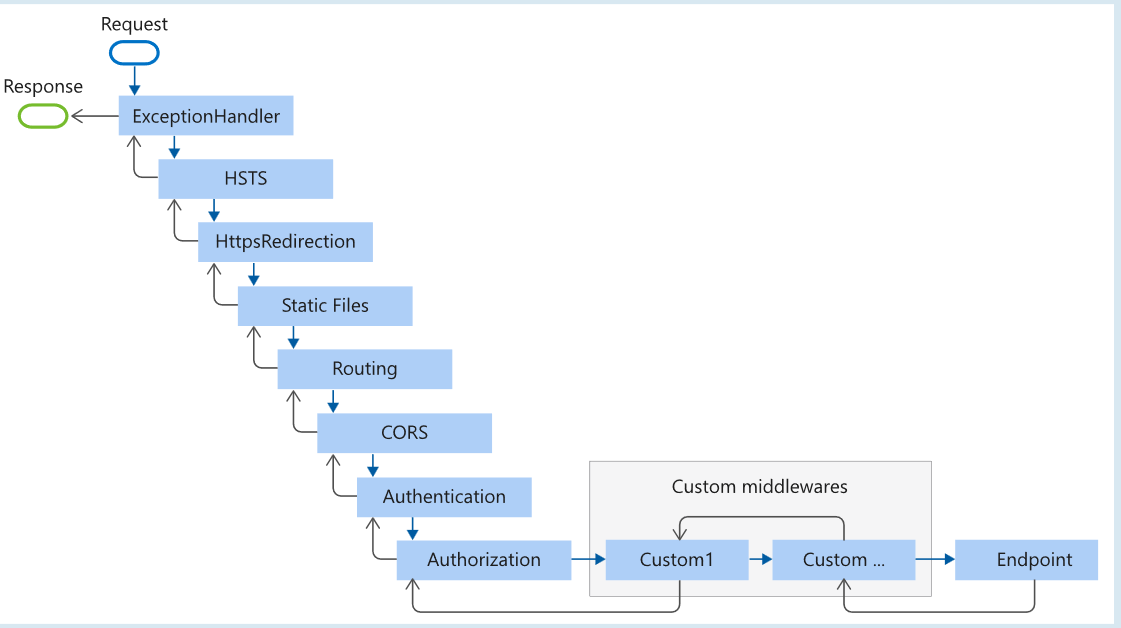 Request
Response
ExceptionHandler
HSTS
HttpsRedirection
Static Files
Routing
CORS
Authentication
Custom middlewares
Authorization
Custom1
Custom ...
Endpoint